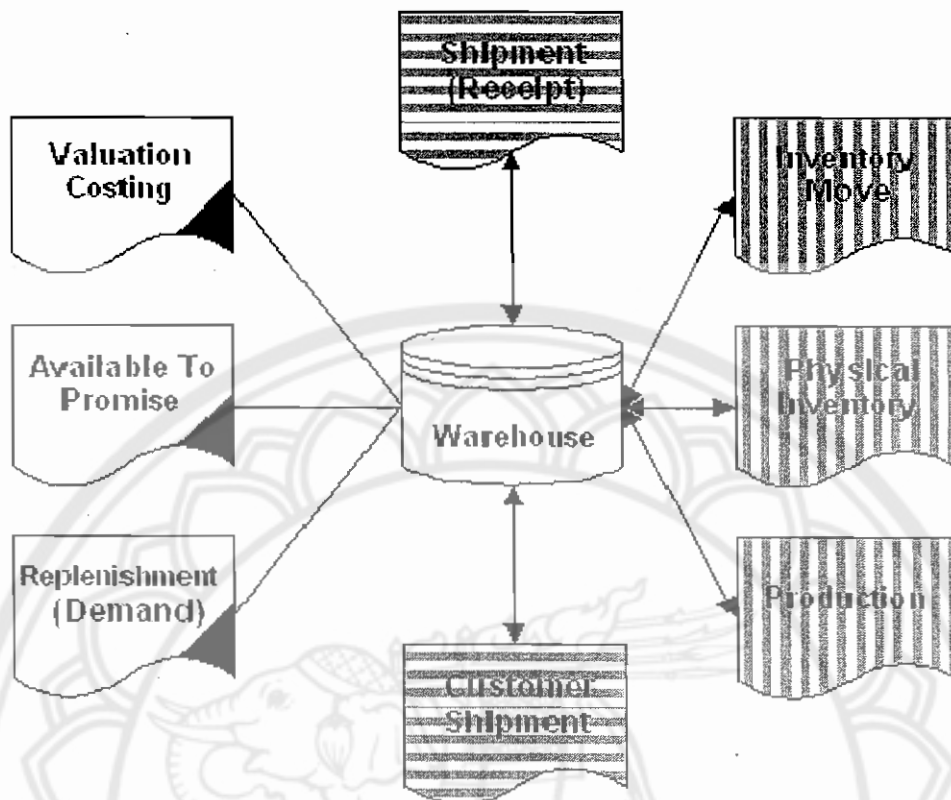 Shipment
(Receipt)
Valuation
Costing
Inventory
Move
Available To
Promise
Warehouse
Physical
Inventory
Replenishment
(Demand)
Production
Customer
Shipment